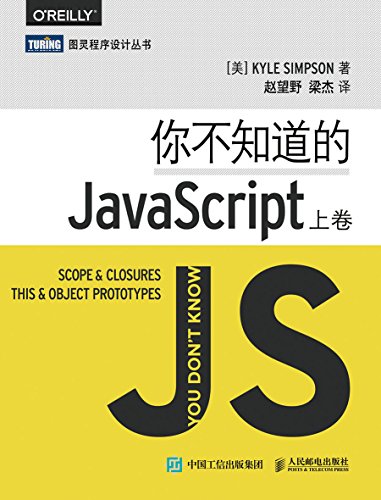 O'REILLY®
TURING 图灵程序设计丛书
[美] KYLE SIMPSON 著
赵望野 梁杰 译
你不知道的
JavaScript 上卷
SCOPE & CLOSURES
THIS & OBJECT PROTOTYPES
YOU DON'T KNOW
JS
中国工信出版集团
人民邮电出版社
POSTS & TELECOM PRESS